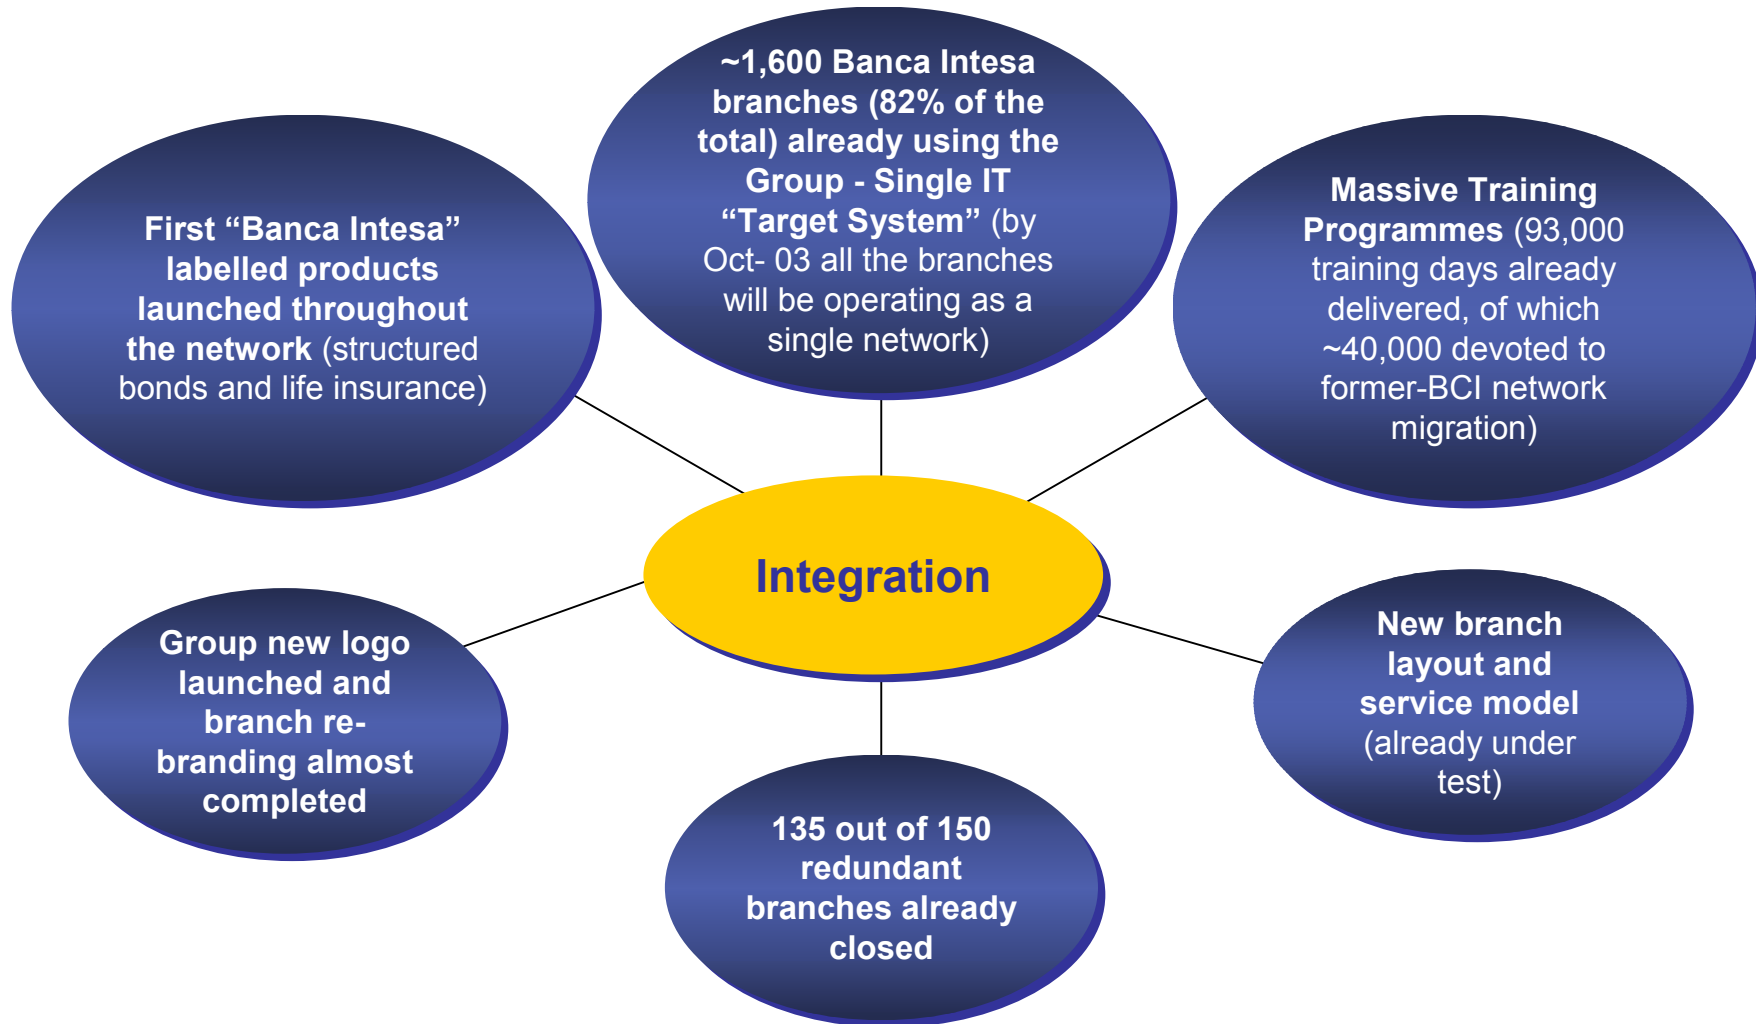 ~1,600 Banca Intesa
branches (82% of the
total) already using the
Group - Single IT
“Target System” (by
Oct- 03 all the branches
will be operating as a
single network)
First “Banca Intesa”
labelled products
launched throughout
the network (structured
bonds and life insurance)
Massive Training
Programmes (93,000
training days already
delivered, of which
~40,000 devoted to
former-BCI network
migration)
Integration
Group new logo
launched and
branch re-
branding almost
completed
New branch
layout and
service model
(already under
test)
135 out of 150
redundant
branches already
closed